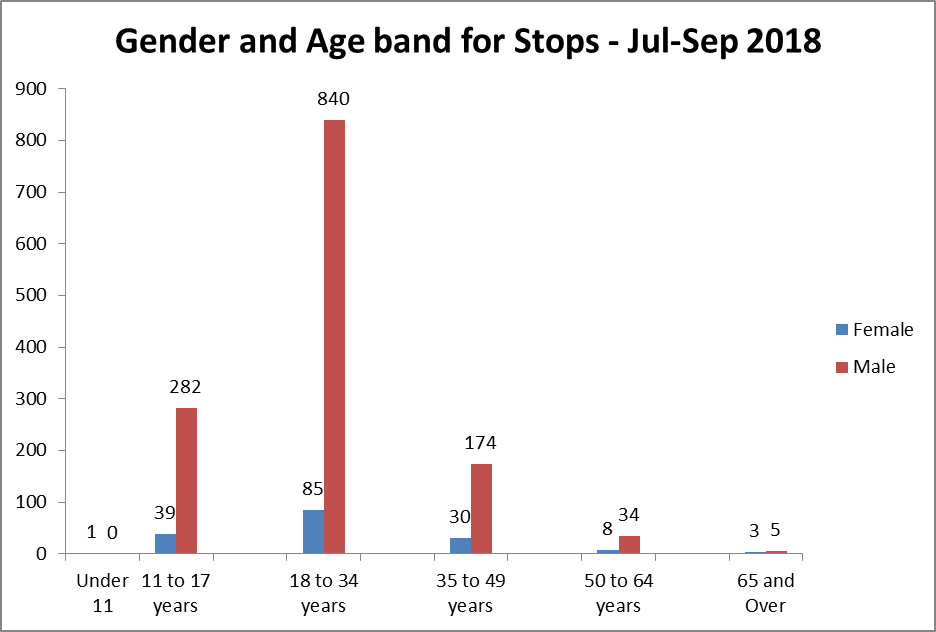 Gender and Age band for Stops - Jul-Sep 2018
900
800
700
600
500
400
300
200
100
0
1 0
39 282
85 840
30 174
8 34
3 5
Under 11
11 to 17 years
18 to 34 years
35 to 49 years
50 to 64 years
65 and Over
Female
Male